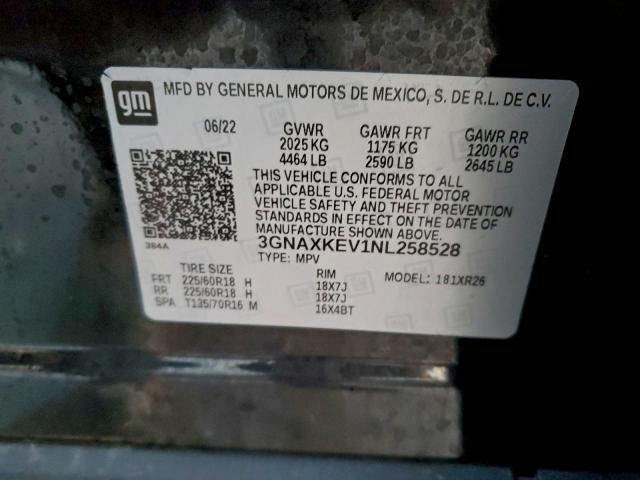 gm
MFD BY GENERAL MOTORS DE MEXICO, S. DE R.L. DE C.V.
06/22 GVWR GAWR FRT GAWR RR
2025 KG 1175 KG 1200 KG
4464 LB 2590 LB 2645 LB
THIS VEHICLE CONFORMS TO ALL
APPLICABLE U.S. FEDERAL MOTOR
VEHICLE SAFETY AND THEFT PREVENTION
STANDARDS IN EFFECT ON THE DATE OF
MANUFACTURE SHOWN ABOVE.
384A
3GNAXKEV1NL258528
TYPE: MPV
TIRE SIZE RIM MODEL: 181XR26
FRT 225/60R18 H 18X7J
RR 225/60R18 H 18X7J
SPA T135/70R16 M 16X4BT